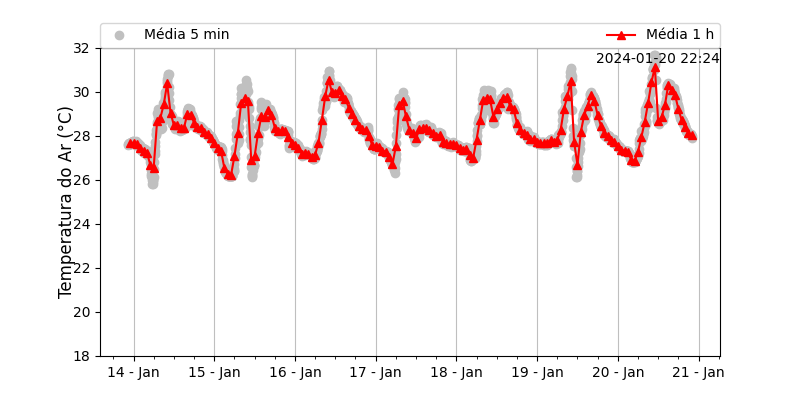 Média 5 min
Média 1 h
2024-01-20 22:24
Temperatura do Ar (°C)
32
30
28
26
24
22
20
18
14 - Jan
15 - Jan
16 - Jan
17 - Jan
18 - Jan
19 - Jan
20 - Jan
21 - Jan